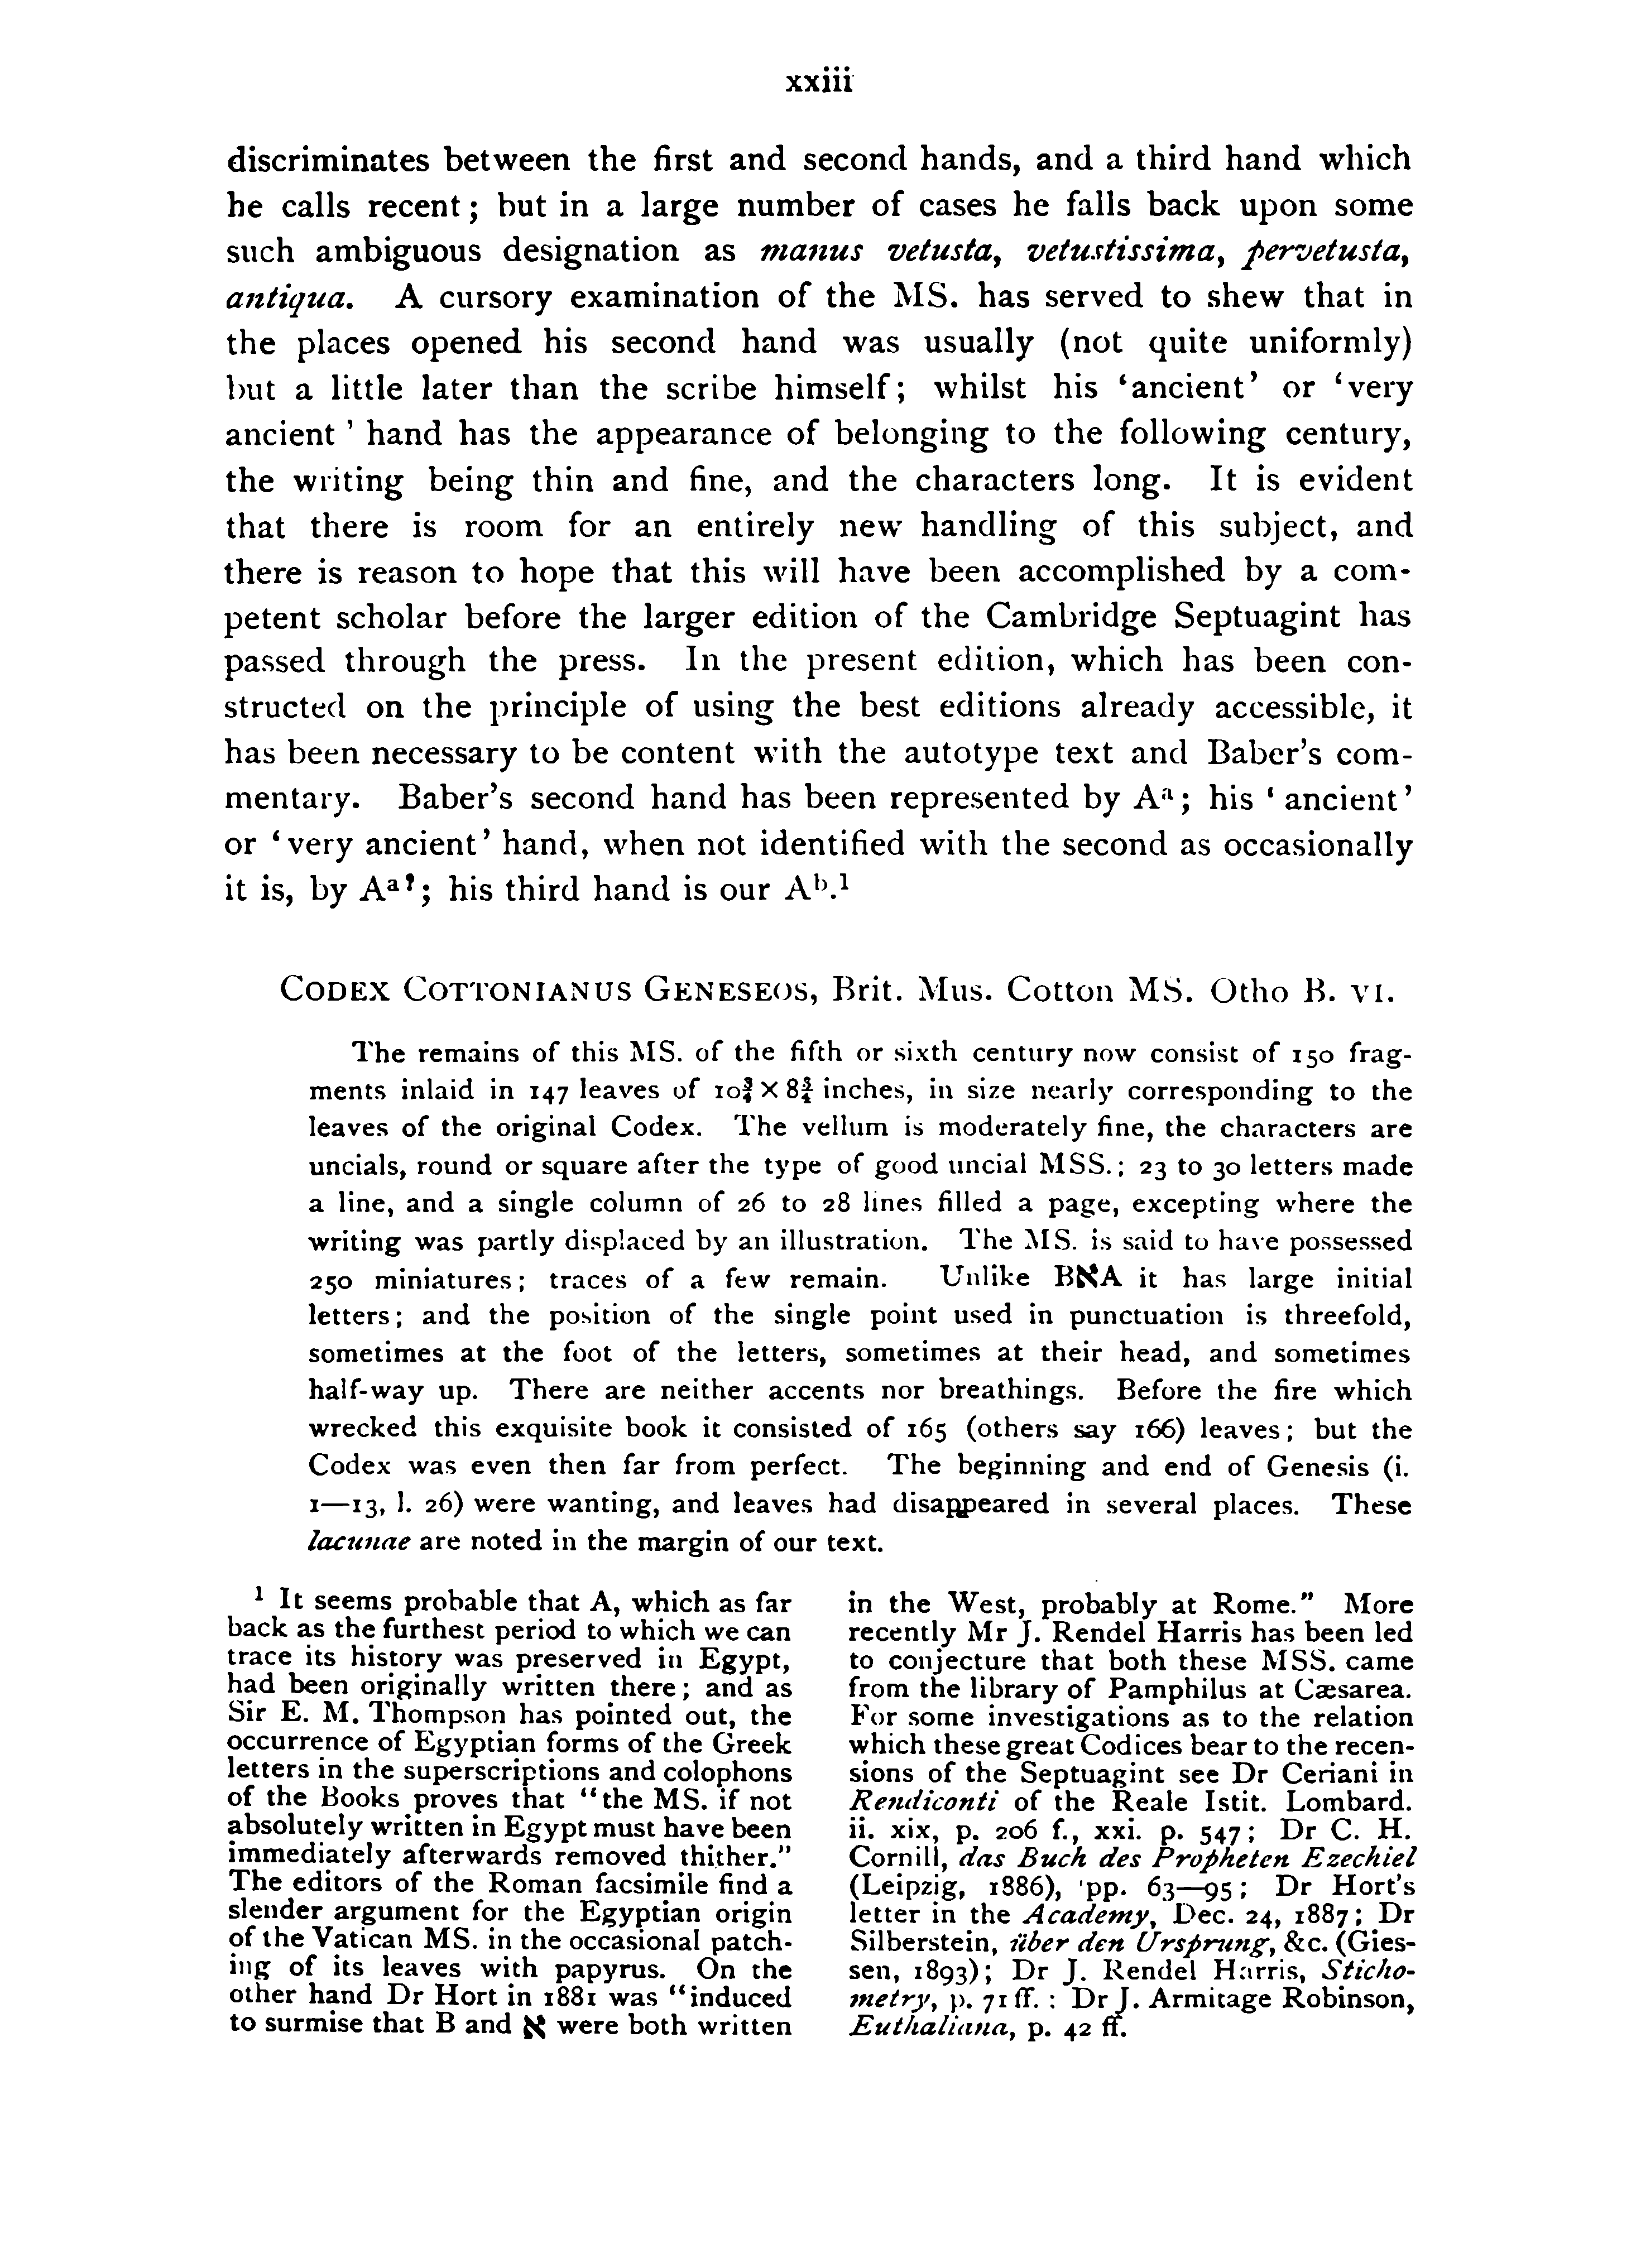 xxiii
discriminates between the first and second hands, and a third hand which
he calls recent; but in a large number of cases he falls back upon some
such ambiguous designation as manus vetusta, vetustissima, pervetusta,
antiqua. A cursory examination of the MS. has served to shew that in
the places opened his second hand was usually (not quite uniformly)
but a little later than the scribe himself; whilst his ‘ancient’ or ‘very
ancient’ hand has the appearance of belonging to the following century,
the writing being thin and fine, and the characters long. It is evident
that there is room for an entirely new handling of this subject, and
there is reason to hope that this will have been accomplished by a com-
petent scholar before the larger edition of the Cambridge Septuagint has
passed through the press. In the present edition, which has been con-
structed on the principle of using the best editions already accessible, it
has been necessary to be content with the autotype text and Baber’s com-
mentary. Baber’s second hand has been represented by Aᵃ; his ‘ancient’
or ‘very ancient’ hand, when not identified with the second as occasionally
it is, by Aᵃ?; his third hand is our Aᵇ.¹
CODEX COTTONIANUS GENESEOS, Brit. Mus. Cotton MS. Otho B. VI.
The remains of this MS. of the fifth or sixth century now consist of 150 frag-
ments inlaid in 147 leaves of 10¾ × 8¾ inches, in size nearly corresponding to the
leaves of the original Codex. The vellum is moderately fine, the characters are
uncials, round or square after the type of good uncial MSS.; 23 to 30 letters made
a line, and a single column of 26 to 28 lines filled a page, excepting where the
writing was partly displaced by an illustration. The MS. is said to have possessed
250 miniatures; traces of a few remain. Unlike BאA it has large initial
letters; and the position of the single point used in punctuation is threefold,
sometimes at the foot of the letters, sometimes at their head, and sometimes
half-way up. There are neither accents nor breathings. Before the fire which
wrecked this exquisite book it consisted of 165 (others say 166) leaves; but the
Codex was even then far from perfect. The beginning and end of Genesis (i.
1—13, l. 26) were wanting, and leaves had disappeared in several places. These
lacunae are noted in the margin of our text.
¹ It seems probable that A, which as far
back as the furthest period to which we can
trace its history was preserved in Egypt,
had been originally written there; and as
Sir E. M. Thompson has pointed out, the
occurrence of Egyptian forms of the Greek
letters in the superscriptions and colophons
of the Books proves that “the MS. if not
absolutely written in Egypt must have been
immediately afterwards removed thither.”
The editors of the Roman facsimile find a
slender argument for the Egyptian origin
of the Vatican MS. in the occasional patch-
ing of its leaves with papyrus. On the
other hand Dr Hort in 1881 was “induced
to surmise that B and א were both written
in the West, probably at Rome.” More
recently Mr J. Rendel Harris has been led
to conjecture that both these MSS. came
from the library of Pamphilus at Cæsarea.
For some investigations as to the relation
which these great Codices bear to the recen-
sions of the Septuagint see Dr Ceriani in
Rendiconti of the Reale Istit. Lombard.
ii. xix, p. 206 f., xxi. p. 547; Dr C. H.
Cornill, das Buch des Propheten Ezechiel
(Leipzig, 1886), pp. 63—95; Dr Hort’s
letter in the Academy, Dec. 24, 1887; Dr
Silberstein, über den Ursprung, &c. (Gies-
sen, 1893); Dr J. Rendel Harris, Sticho-
metry, p. 71 ff.: Dr J. Armitage Robinson,
Euthaliana, p. 42 ff.